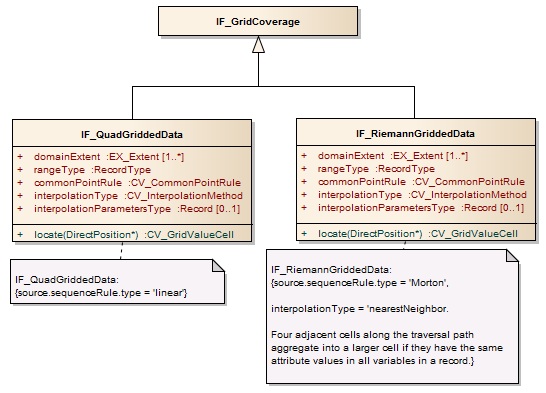 IF_GridCoverage
IF_QuadGriddedData
+ domainExtent :EX_Extent [1..*]
+ rangeType :RecordType
+ commonPointRule :CV_CommonPointRule
+ interpolationType :CV_InterpolationMethod
+ interpolationParametersType :Record [0..1]
+ locate(DirectPosition*) :CV_GridValueCell
IF_RiemannGriddedData
+ domainExtent :EX_Extent [1..*]
+ rangeType :RecordType
+ commonPointRule :CV_CommonPointRule
+ interpolationType :CV_InterpolationMethod
+ interpolationParametersType :Record [0..1]
+ locate(DirectPosition*) :CV_GridValueCell
IF_QuadGriddedData:
{source.sequenceRule.type = 'linear'}
IF_RiemannGriddedData:
{source.sequenceRule.type = 'Morton',
interpolationType = 'nearestNeighbor.
Four adjacent cells along the traversal path
aggregate into a larger cell if they have the same
attribute values in all variables in a record.}